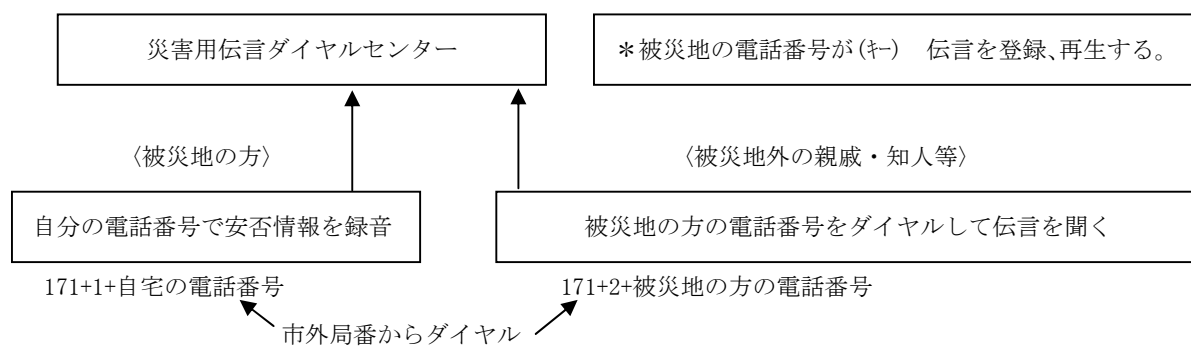 災害用伝言ダイヤルセンター
＊被災地の電話番号が(ｷｰ)　伝言を登録、再生する。
〈被災地の方〉
〈被災地外の親戚・知人等〉
自分の電話番号で安否情報を録音
被災地の方の電話番号をダイヤルして伝言を聞く
171+1+自宅の電話番号
171+2+被災地の方の電話番号
市外局番からダイヤル